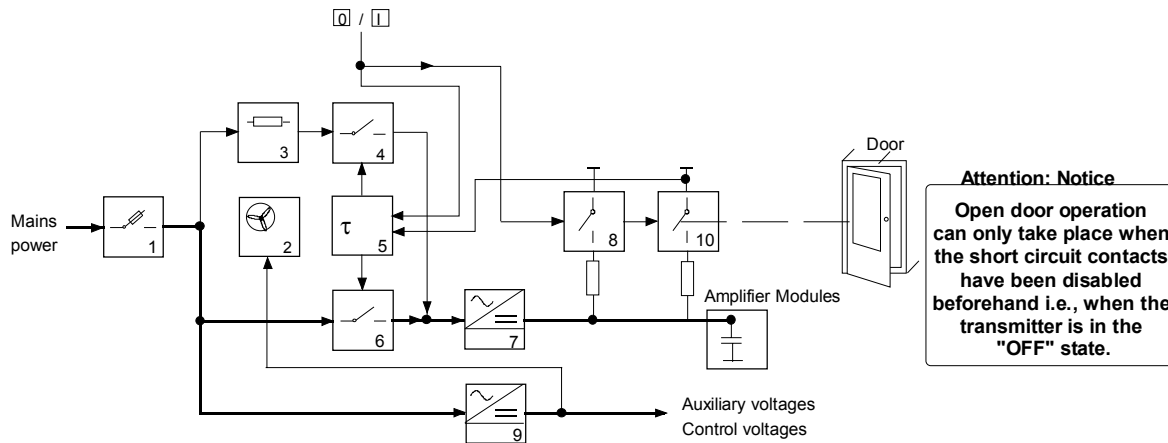 0 / I
Door
Attention: Notice
Open door operation
can only take place when
the short circuit contacts
have been disabled
beforehand i.e., when the
transmitter is in the
"OFF" state.
3
4
Mains
power
1
2
τ
5
8
10
Amplifier Modules
6
7
9
Auxiliary voltages
Control voltages